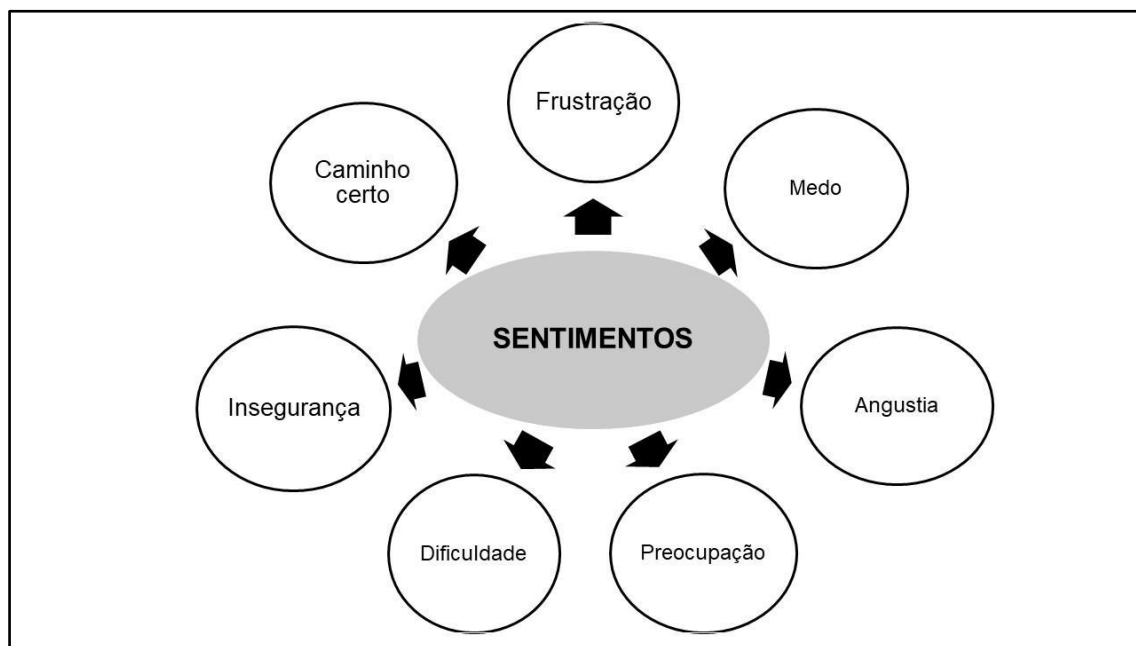 Frustração
Caminho
certo
Medo
SENTIMENTOS
Insegurança
Angustia
Dificuldade
Preocupação